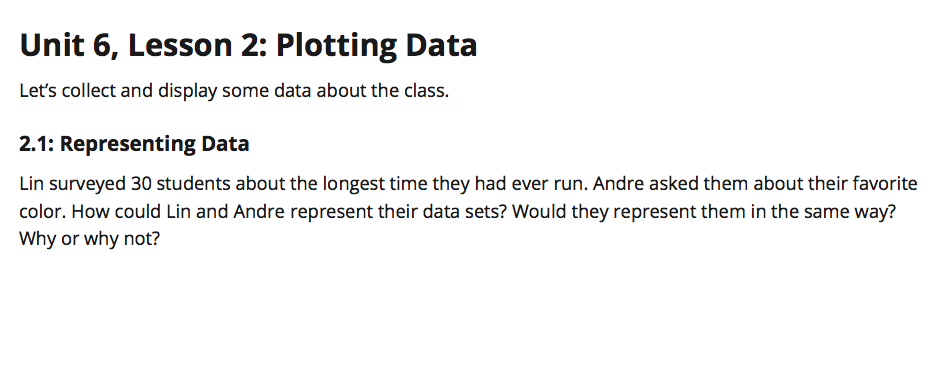 Unit 6, Lesson 2: Plotting Data
Let’s collect and display some data about the class.
2.1: Representing Data
Lin surveyed 30 students about the longest time they had ever run. Andre asked them about their favorite
color. How could Lin and Andre represent their data sets? Would they represent them in the same way?
Why or why not?